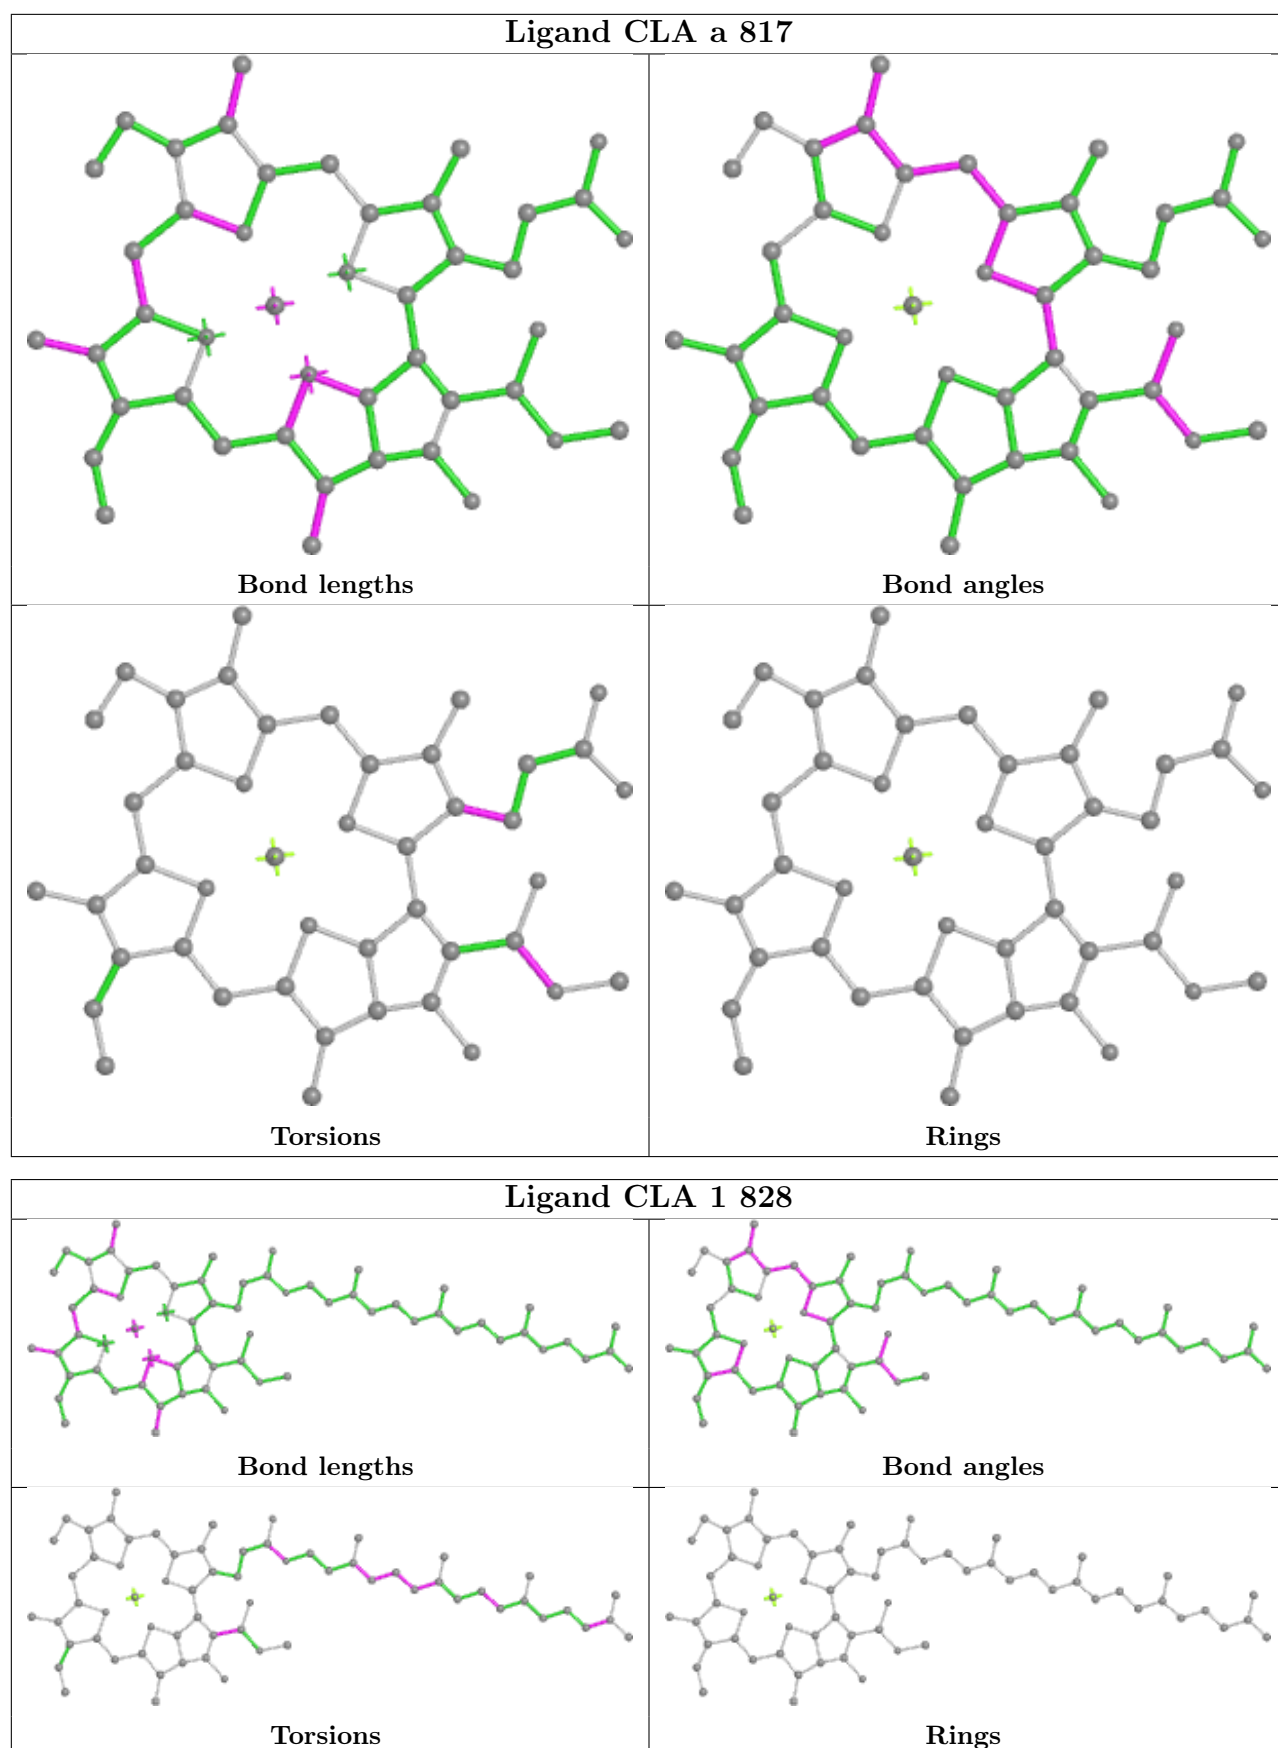 Ligand CLA a 817
Bond lengths
Bond angles
Torsions
Rings
Ligand CLA 1 828
Bond lengths
Bond angles
Torsions
Rings